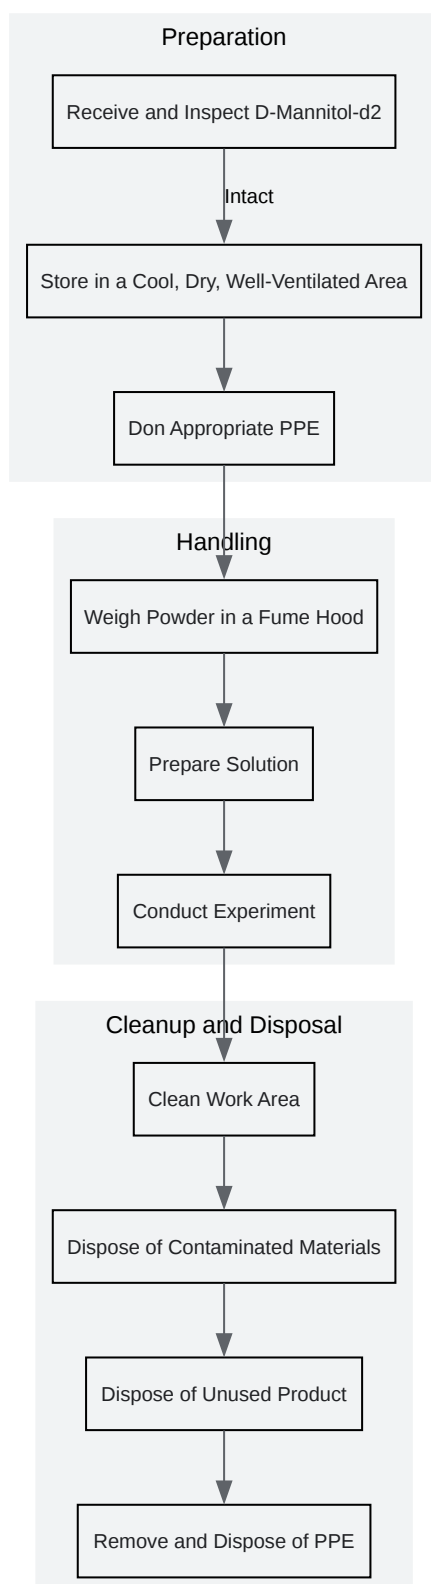 Preparation
Receive and Inspect D-Mannitol-d2
Intact
Store in a Cool, Dry, Well-Ventilated Area
Don Appropriate PPE
Handling
Weigh Powder in a Fume Hood
Prepare Solution
Conduct Experiment
Cleanup and Disposal
Clean Work Area
Dispose of Contaminated Materials
Dispose of Unused Product
Remove and Dispose of PPE